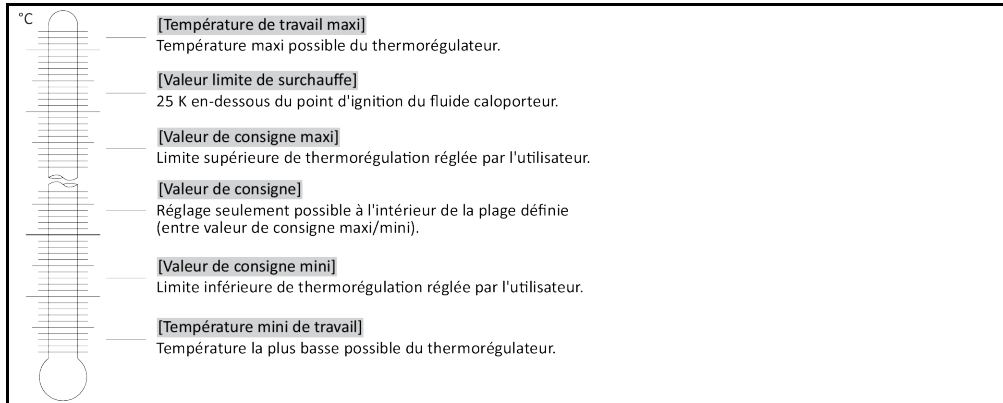 °C
[Température de travail maxi]
Température maxi possible du thermorégulateur.
[Valeur limite de surchauffe]
25 K en-dessous du point d'ignition du fluide caloporteur.
[Valeur de consigne maxi]
Limite supérieure de thermorégulation réglée par l'utilisateur.
[Valeur de consigne]
Réglage seulement possible à l'intérieur de la plage définie
(entre valeur de consigne maxi/mini).
[Valeur de consigne mini]
Limite inférieure de thermorégulation réglée par l'utilisateur.
[Température mini de travail]
Température la plus basse possible du thermorégulateur.